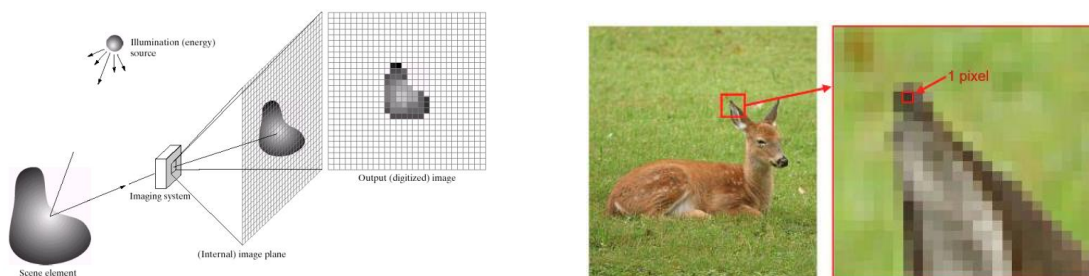 Illumination (energy)
source
Imaging system
Output (digitized) image
(Internal) image plane
Scene element
1 pixel